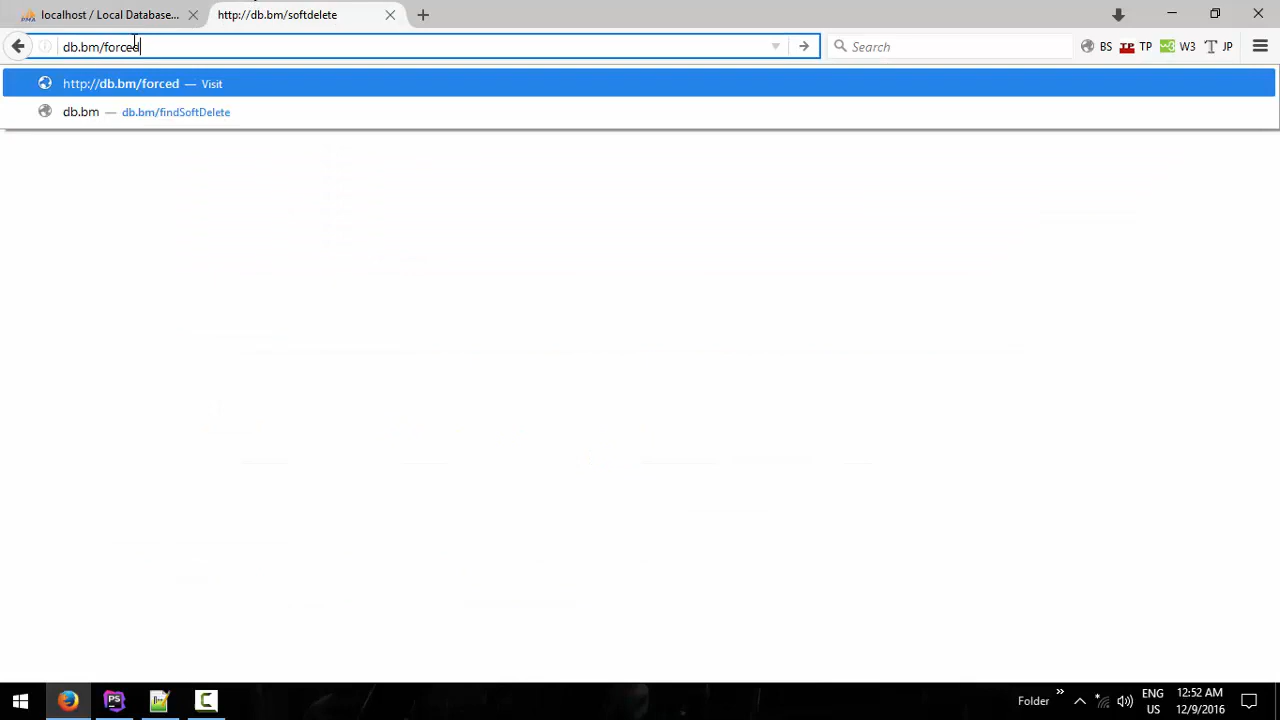 localhost / Local Database... http://db.bm/softdelete
db.bm/forced Search BS TP W3 JP
http://db.bm/forced — Visit
db.bm — db.bm/findSoftDelete
Folder ENG US 12:52 AM 12/9/2016